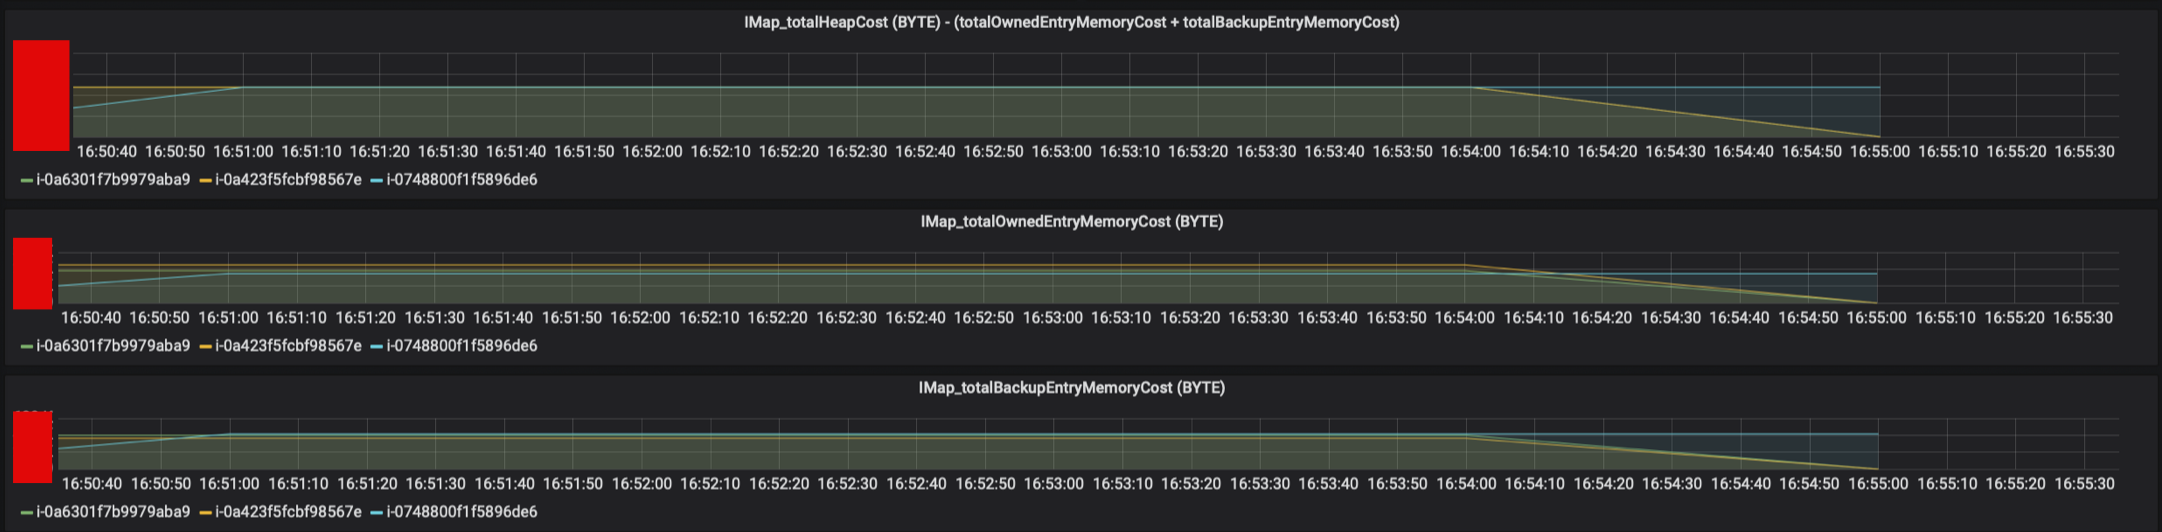 IMap_totalHeapCost (BYTE) - (totalOwnedEntryMemoryCost + totalBackupEntryMemoryCost)
16:50:40 16:50:50 16:51:00 16:51:10 16:51:20 16:51:30 16:51:40 16:51:50 16:52:00 16:52:10 16:52:20 16:52:30 16:52:40 16:52:50 16:53:00 16:53:10 16:53:20 16:53:30 16:53:40 16:53:50 16:54:00 16:54:10 16:54:20 16:54:30 16:54:40 16:54:50 16:55:00 16:55:10 16:55:20 16:55:30
i-0a6301f7b9979aba9 i-0a423f5fcbf98567e i-0748800f1f5896de6
IMap_totalOwnedEntryMemoryCost (BYTE)
16:50:40 16:50:50 16:51:00 16:51:10 16:51:20 16:51:30 16:51:40 16:51:50 16:52:00 16:52:10 16:52:20 16:52:30 16:52:40 16:52:50 16:53:00 16:53:10 16:53:20 16:53:30 16:53:40 16:53:50 16:54:00 16:54:10 16:54:20 16:54:30 16:54:40 16:54:50 16:55:00 16:55:10 16:55:20 16:55:30
i-0a6301f7b9979aba9 i-0a423f5fcbf98567e i-0748800f1f5896de6
IMap_totalBackupEntryMemoryCost (BYTE)
16:50:40 16:50:50 16:51:00 16:51:10 16:51:20 16:51:30 16:51:40 16:51:50 16:52:00 16:52:10 16:52:20 16:52:30 16:52:40 16:52:50 16:53:00 16:53:10 16:53:20 16:53:30 16:53:40 16:53:50 16:54:00 16:54:10 16:54:20 16:54:30 16:54:40 16:54:50 16:55:00 16:55:10 16:55:20 16:55:30
i-0a6301f7b9979aba9 i-0a423f5fcbf98567e i-0748800f1f5896de6